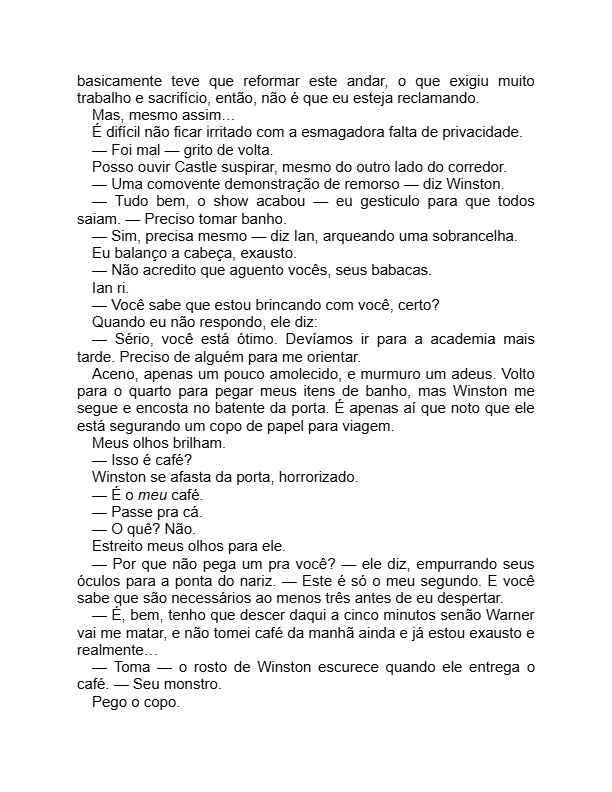 basicamente teve que reformar este andar, o que exigiu muito
trabalho e sacrifício, então, não é que eu esteja reclamando.
Mas, mesmo assim…
É difícil não ficar irritado com a esmagadora falta de privacidade.
— Foi mal — grito de volta.
Posso ouvir Castle suspirar, mesmo do outro lado do corredor.
— Uma comovente demonstração de remorso — diz Winston.
— Tudo bem, o show acabou — eu gesticulo para que todos
saiam. — Preciso tomar banho.
— Sim, precisa mesmo — diz Ian, arqueando uma sobrancelha.
Eu balanço a cabeça, exausto.
— Não acredito que aguento vocês, seus babacas.
Ian ri.
— Você sabe que estou brincando com você, certo?
Quando eu não respondo, ele diz:
— Sério, você está ótimo. Devíamos ir para a academia mais
tarde. Preciso de alguém para me orientar.
Aceno, apenas um pouco amolecido, e murmuro um adeus. Volto
para o quarto para pegar meus itens de banho, mas Winston me
segue e encosta no batente da porta. É apenas aí que noto que ele
está segurando um copo de papel para viagem.
Meus olhos brilham.
— Isso é café?
Winston se afasta da porta, horrorizado.
— É o meu café.
— Passe pra cá.
— O quê? Não.
Estreito meus olhos para ele.
— Por que não pega um pra você? — ele diz, empurrando seus
óculos para a ponta do nariz. — Este é só o meu segundo. E você
sabe que são necessários ao menos três antes de eu despertar.
— É, bem, tenho que descer daqui a cinco minutos senão Warner
vai me matar, e não tomei café da manhã ainda e já estou exausto e
realmente…
— Toma — o rosto de Winston escurece quando ele entrega o
café. — Seu monstro.
Pego o copo.